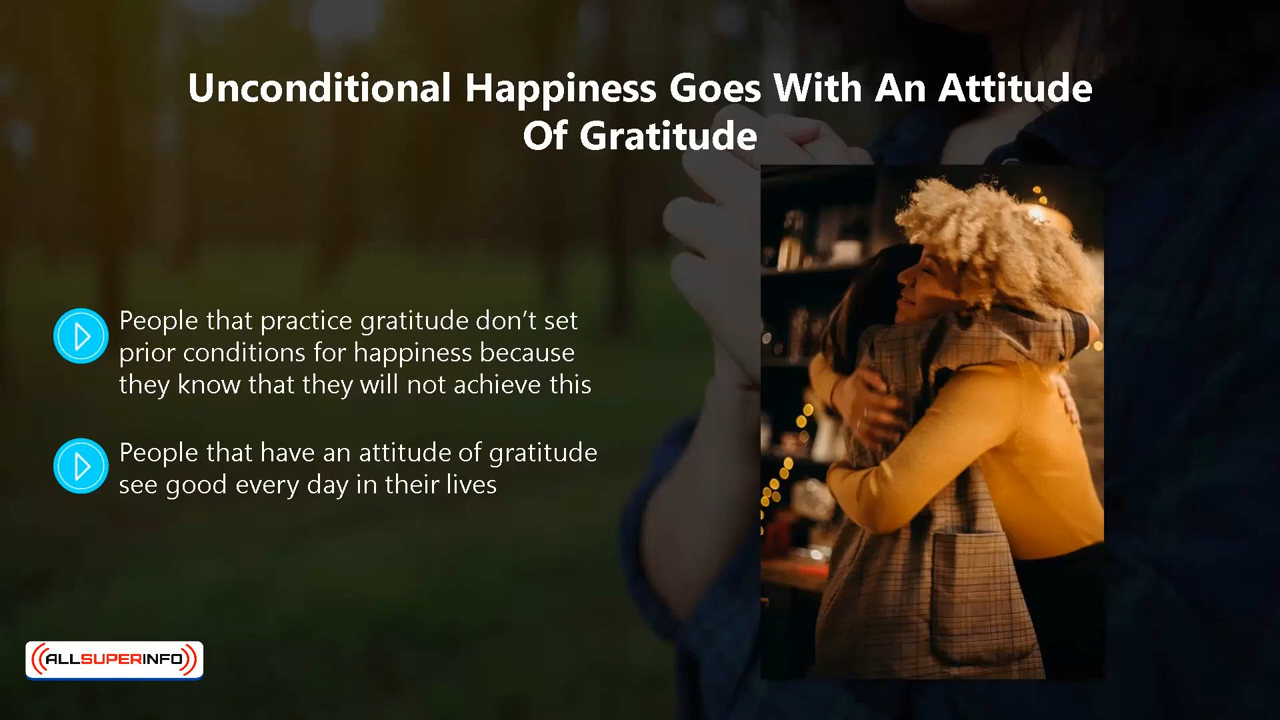 Unconditional Happiness Goes With An Attitude
Of Gratitude
People that practice gratitude don't set
prior conditions for happiness because
they know that they will not achieve this
People that have an attitude of gratitude
see good every day in their lives
ALLSUPERINFO